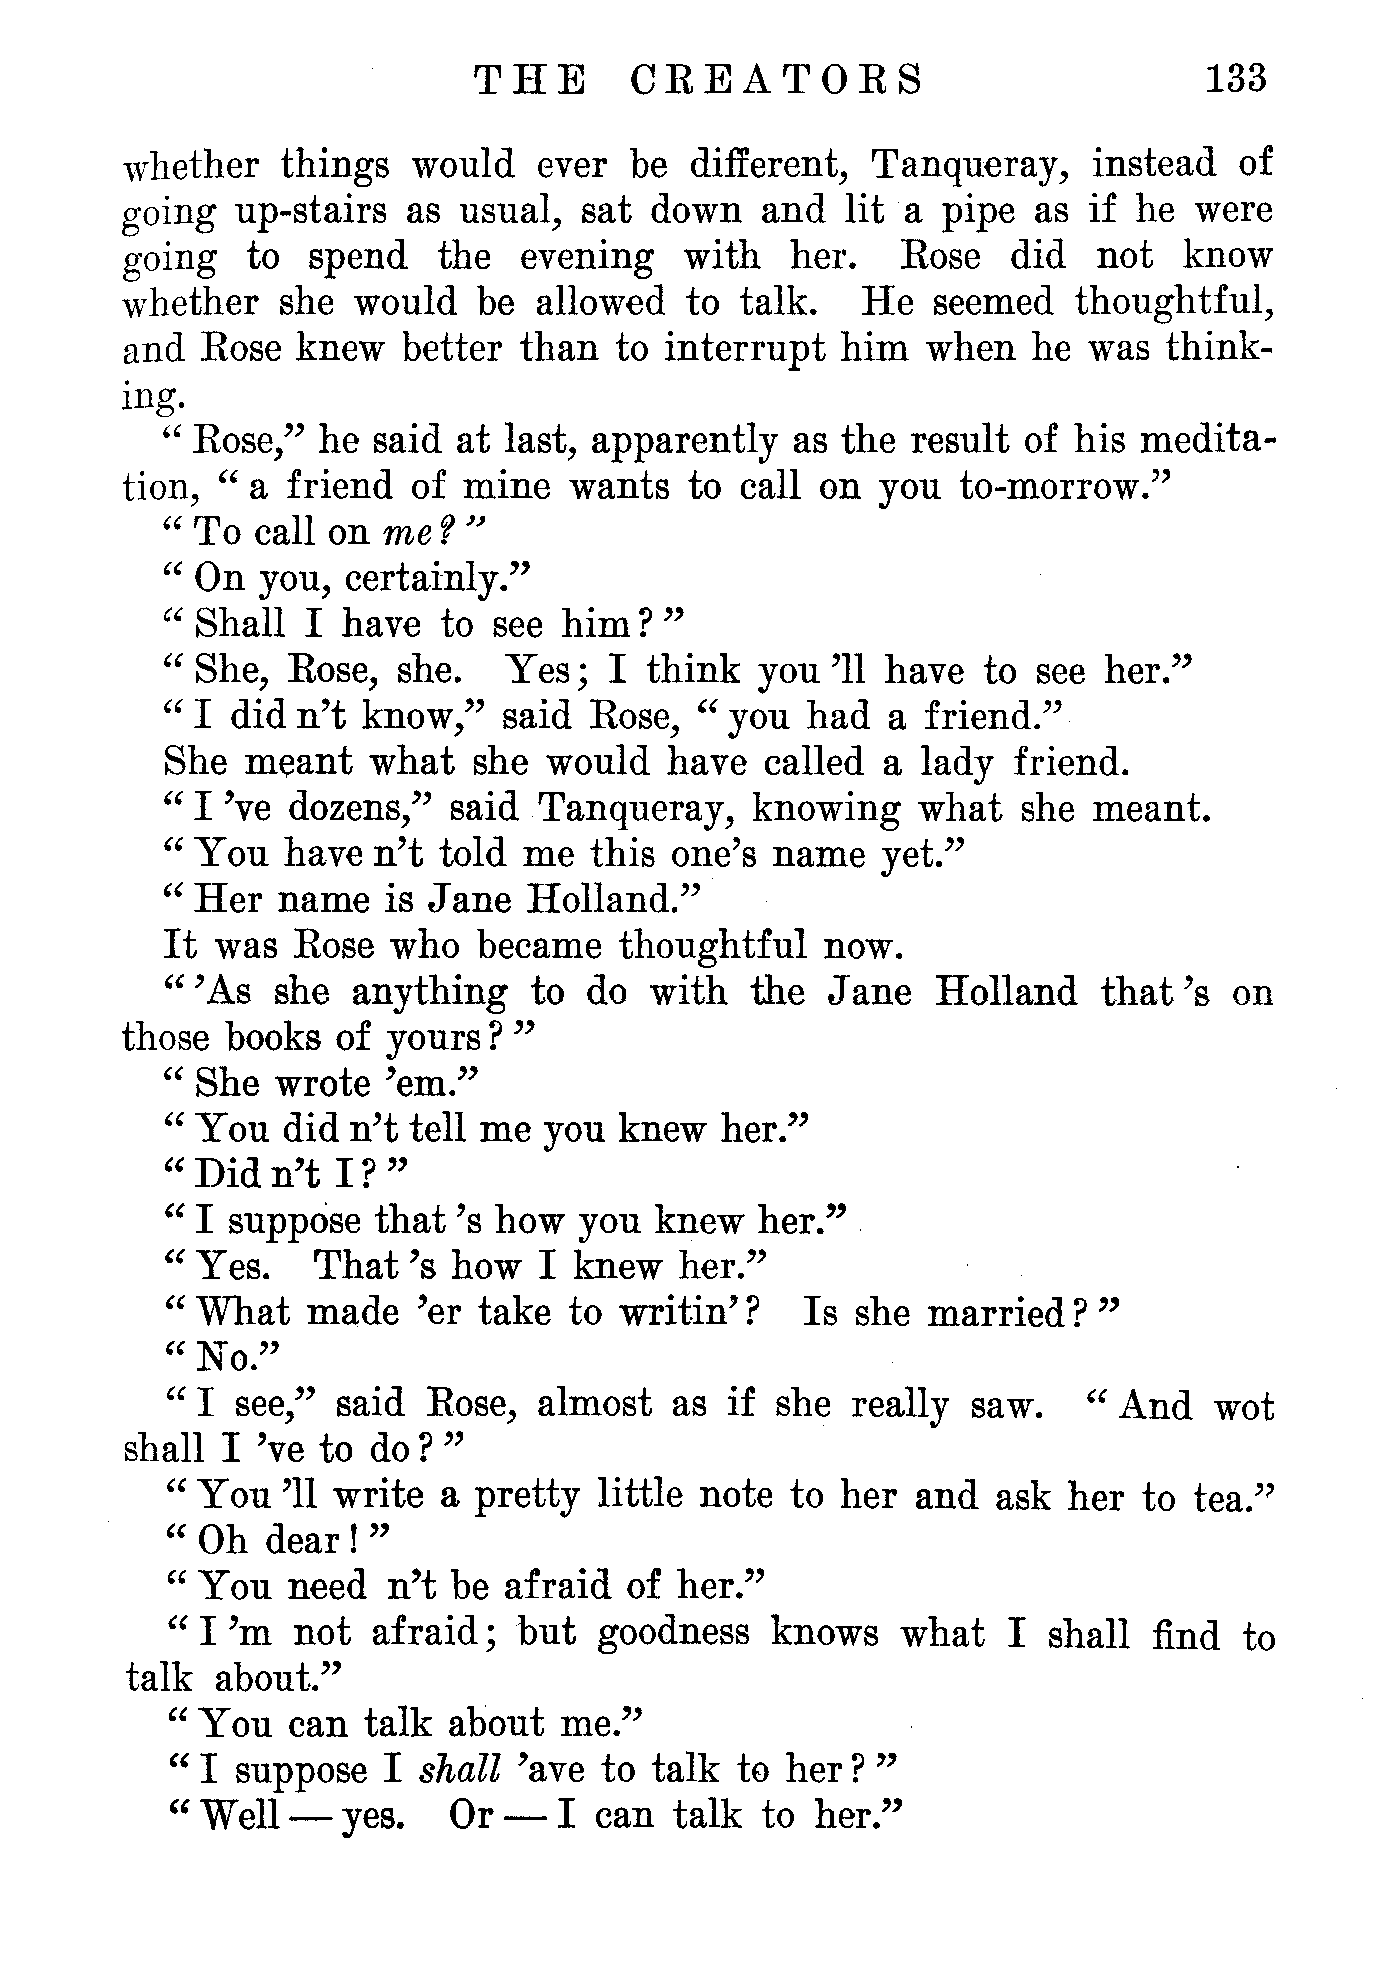 THE CREATORS 133
whether things would ever be different, Tanqueray, instead of
going up-stairs as usual, sat down and lit a pipe as if he were
going to spend the evening with her. Rose did not know
whether she would be allowed to talk. He seemed thoughtful,
and Rose knew better than to interrupt him when he was think-
ing.
“ Rose,” he said at last, apparently as the result of his medita-
tion, “ a friend of mine wants to call on you to-morrow.”
“ To call on me? ”
“ On you, certainly.”
“ Shall I have to see him? ”
“ She, Rose, she. Yes; I think you ’ll have to see her.”
“ I did n’t know,” said Rose, “ you had a friend.”
She meant what she would have called a lady friend.
“ I ’ve dozens,” said Tanqueray, knowing what she meant.
“ You have n’t told me this one’s name yet.”
“ Her name is Jane Holland.”
It was Rose who became thoughtful now.
“ ’As she anything to do with the Jane Holland that ’s on
those books of yours? ”
“ She wrote ’em.”
“ You did n’t tell me you knew her.”
“ Did n’t I? ”
“ I suppose that ’s how you knew her.”
“ Yes. That ’s how I knew her.”
“ What made ’er take to writin’? Is she married? ”
“ No.”
“ I see,” said Rose, almost as if she really saw. “ And wot
shall I ’ve to do? ”
“ You ’ll write a pretty little note to her and ask her to tea.”
“ Oh dear! ”
“ You need n’t be afraid of her.”
“ I ’m not afraid; but goodness knows what I shall find to
talk about.”
“ You can talk about me.”
“ I suppose I shall ’ave to talk to her? ”
“ Well — yes. Or — I can talk to her.”